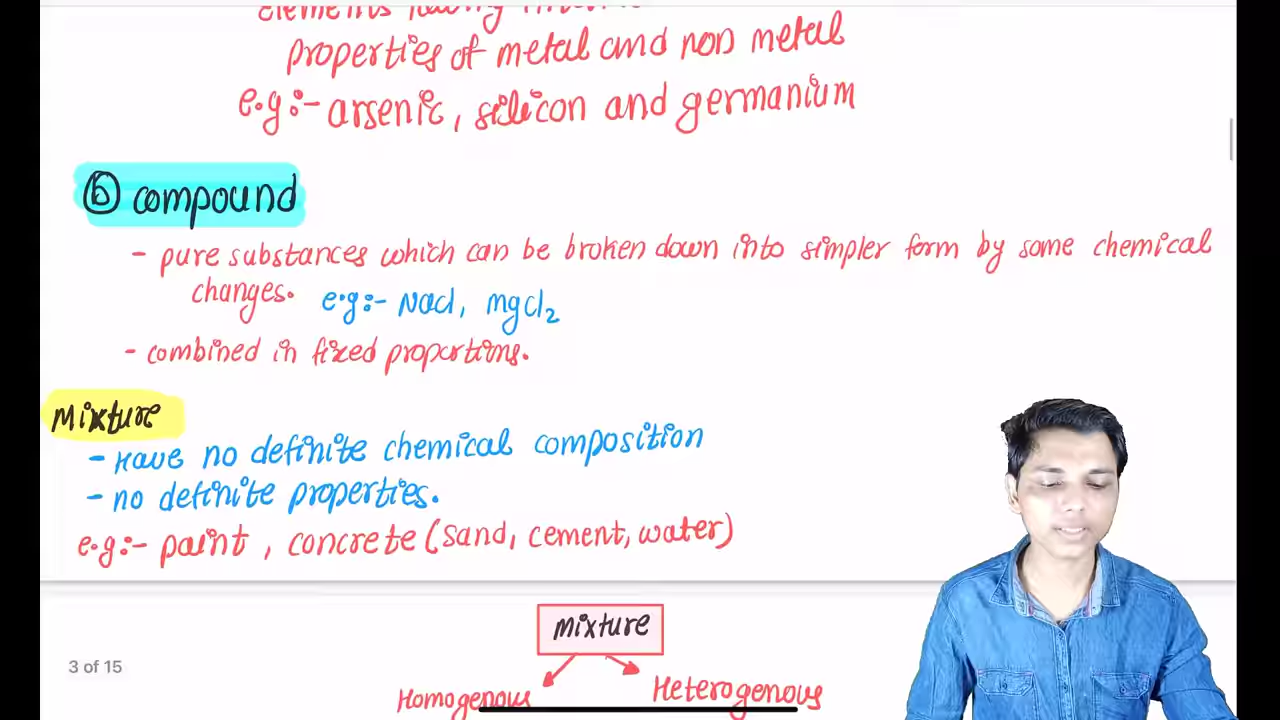 properties of metal and non metal
e.g:- arsenic, silicon and germanium
b compound
- pure substances which can be broken down into simpler form by some chemical
changes. e.g:- Nacl, mgcl2
- combined in fixed proportions.
Mixture
- Have no definite chemical composition
- no definite properties.
e.g:- paint, concrete (sand, cement, water)
mixture
3 of 15
Homogenous Heterogenous